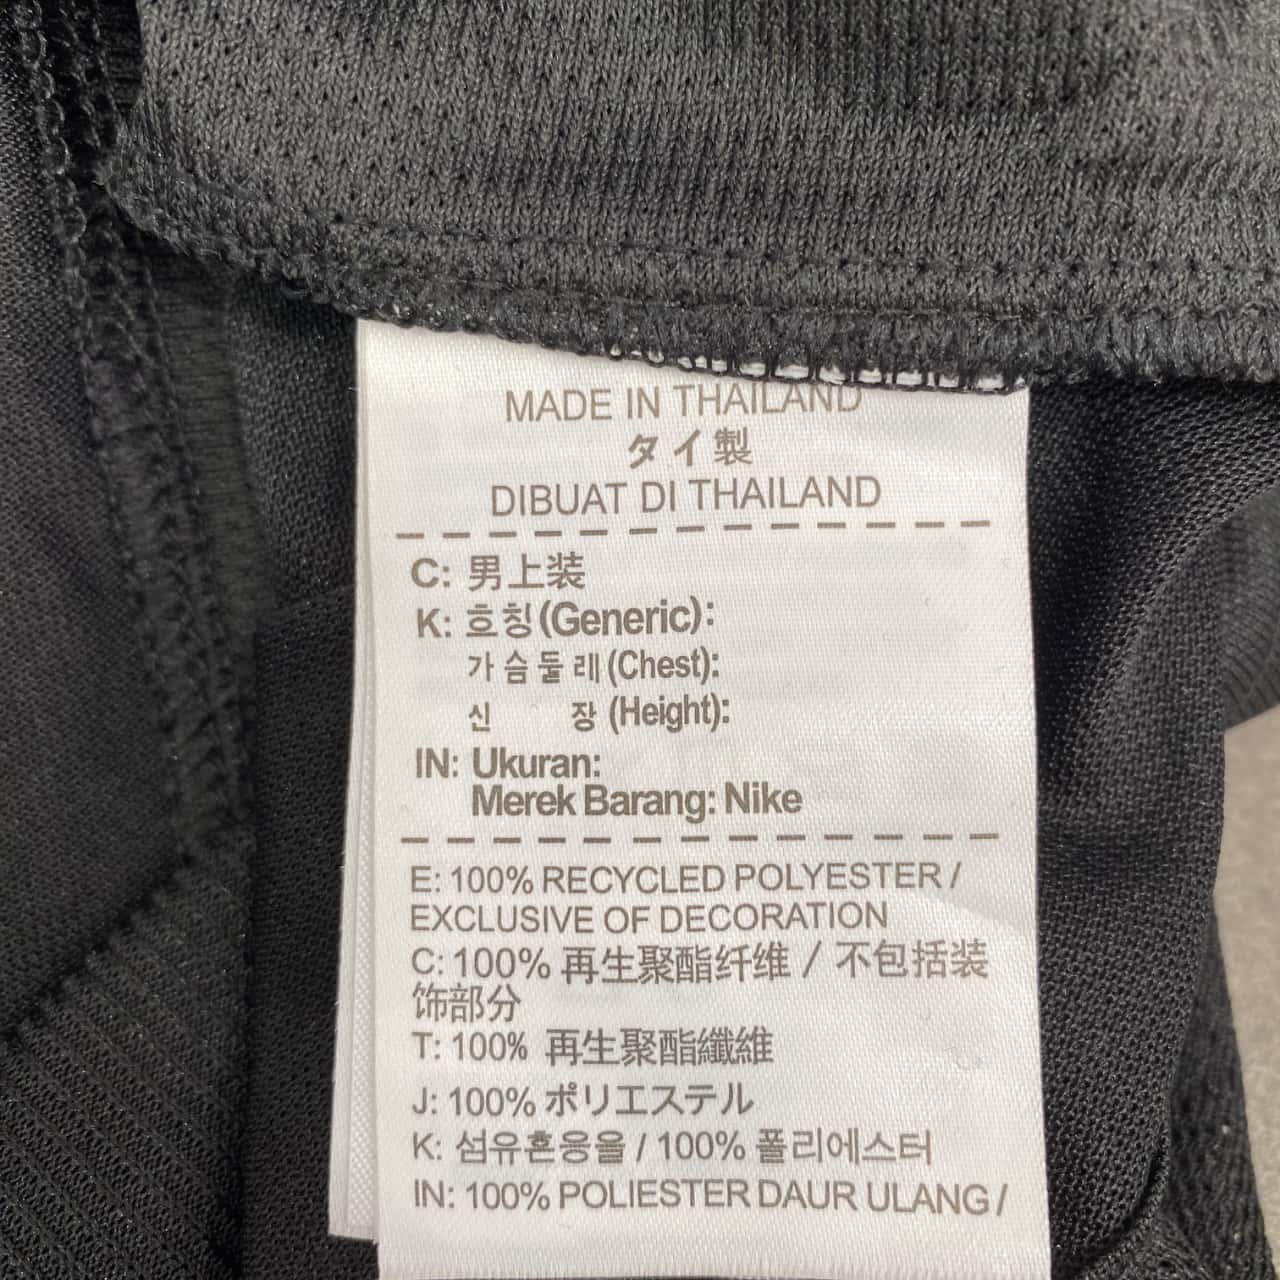 MADE IN THAILAND
タイ製
DIBUAT DI THAILAND
C: 男上装
K: 호칭(Generic):
가슴둘레(Chest):
신 장 (Height):
IN: Ukuran:
Merek Barang: Nike
E: 100% RECYCLED POLYESTER /
EXCLUSIVE OF DECORATION
C: 100% 再生聚酯纤维 / 不包括装
饰部分
T: 100% 再生聚酯纖維
J: 100% ポリエステル
K: 섬유혼용율 / 100% 폴리에스터
IN: 100% POLIESTER DAUR ULANG /